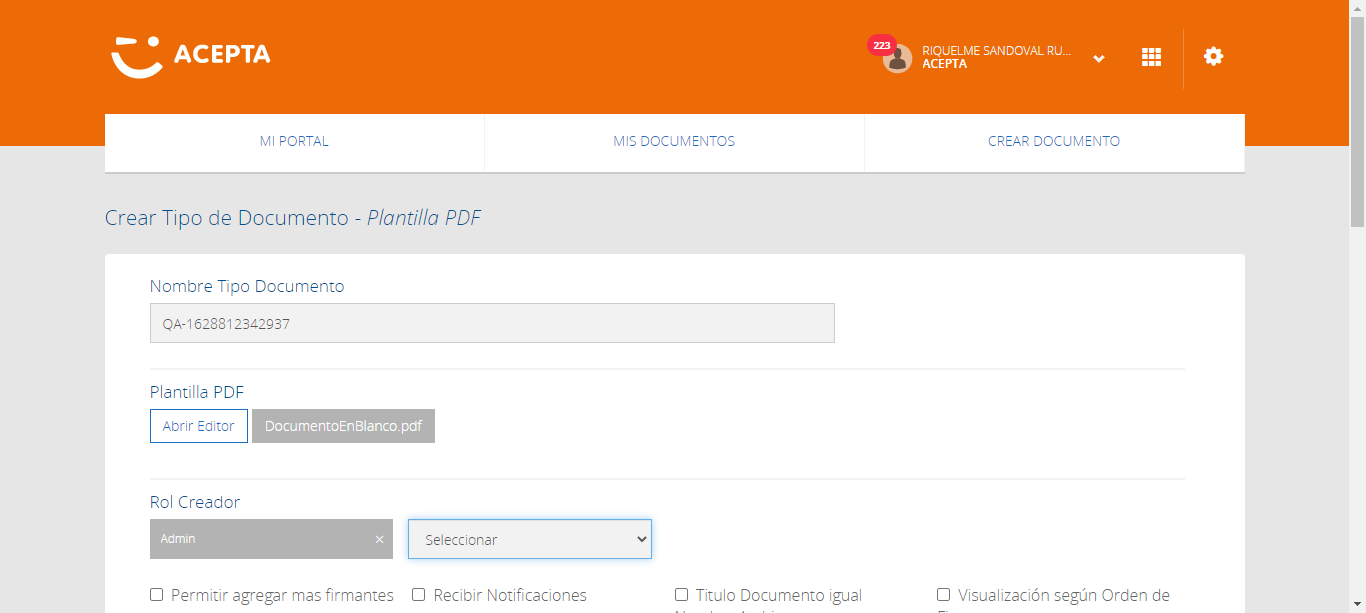 ACEPTA
223
RIQUELME SANDOVAL RU...
ACEPTA
MI PORTAL
MIS DOCUMENTOS
CREAR DOCUMENTO
Crear Tipo de Documento - Plantilla PDF
Nombre Tipo Documento
QA-1628812342937
Plantilla PDF
Abrir Editor
DocumentoEnBlanco.pdf
Rol Creador
Admin ×
Seleccionar
Permitir agregar mas firmantes
Recibir Notificaciones
Titulo Documento igual
Visualización según Orden de